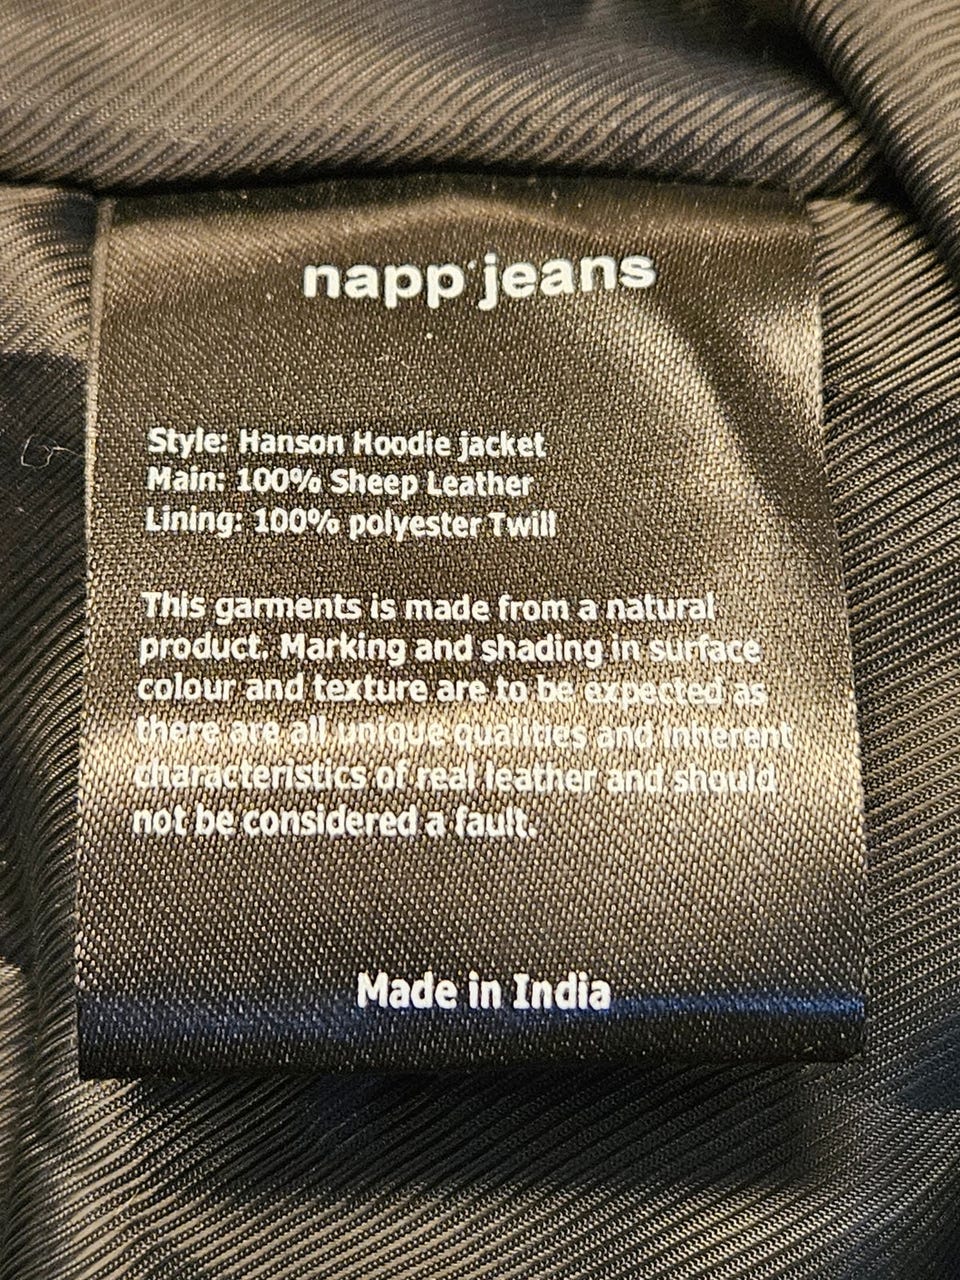 napp'jeans
Style: Hanson Hoodie jacket
Main: 100% Sheep Leather
Lining: 100% polyester Twill
This garments is made from a natural
product. Marking and shading in surface
colour and texture are to be expected as
there are all unique qualities and inherent
characteristics of real leather and should
not be considered a fault.
Made in India